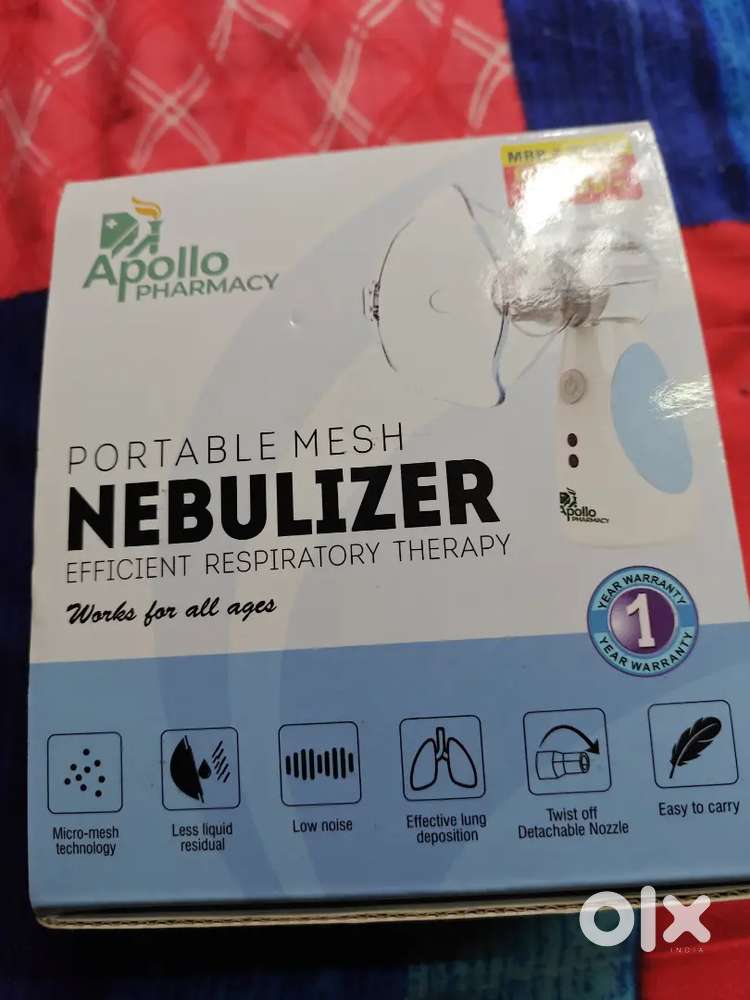 MRP
Apollo
PHARMACY
PORTABLE MESH
NEBULIZER
EFFICIENT RESPIRATORY THERAPY
Works for all ages
Apollo
PHARMACY
YEAR WARRANTY
1
YEAR WARRANTY
Micro-mesh
technology
Less liquid
residual
Low noise
Effective lung
deposition
Twist off
Detachable Nozzle
Easy to carry
olx
INDIA